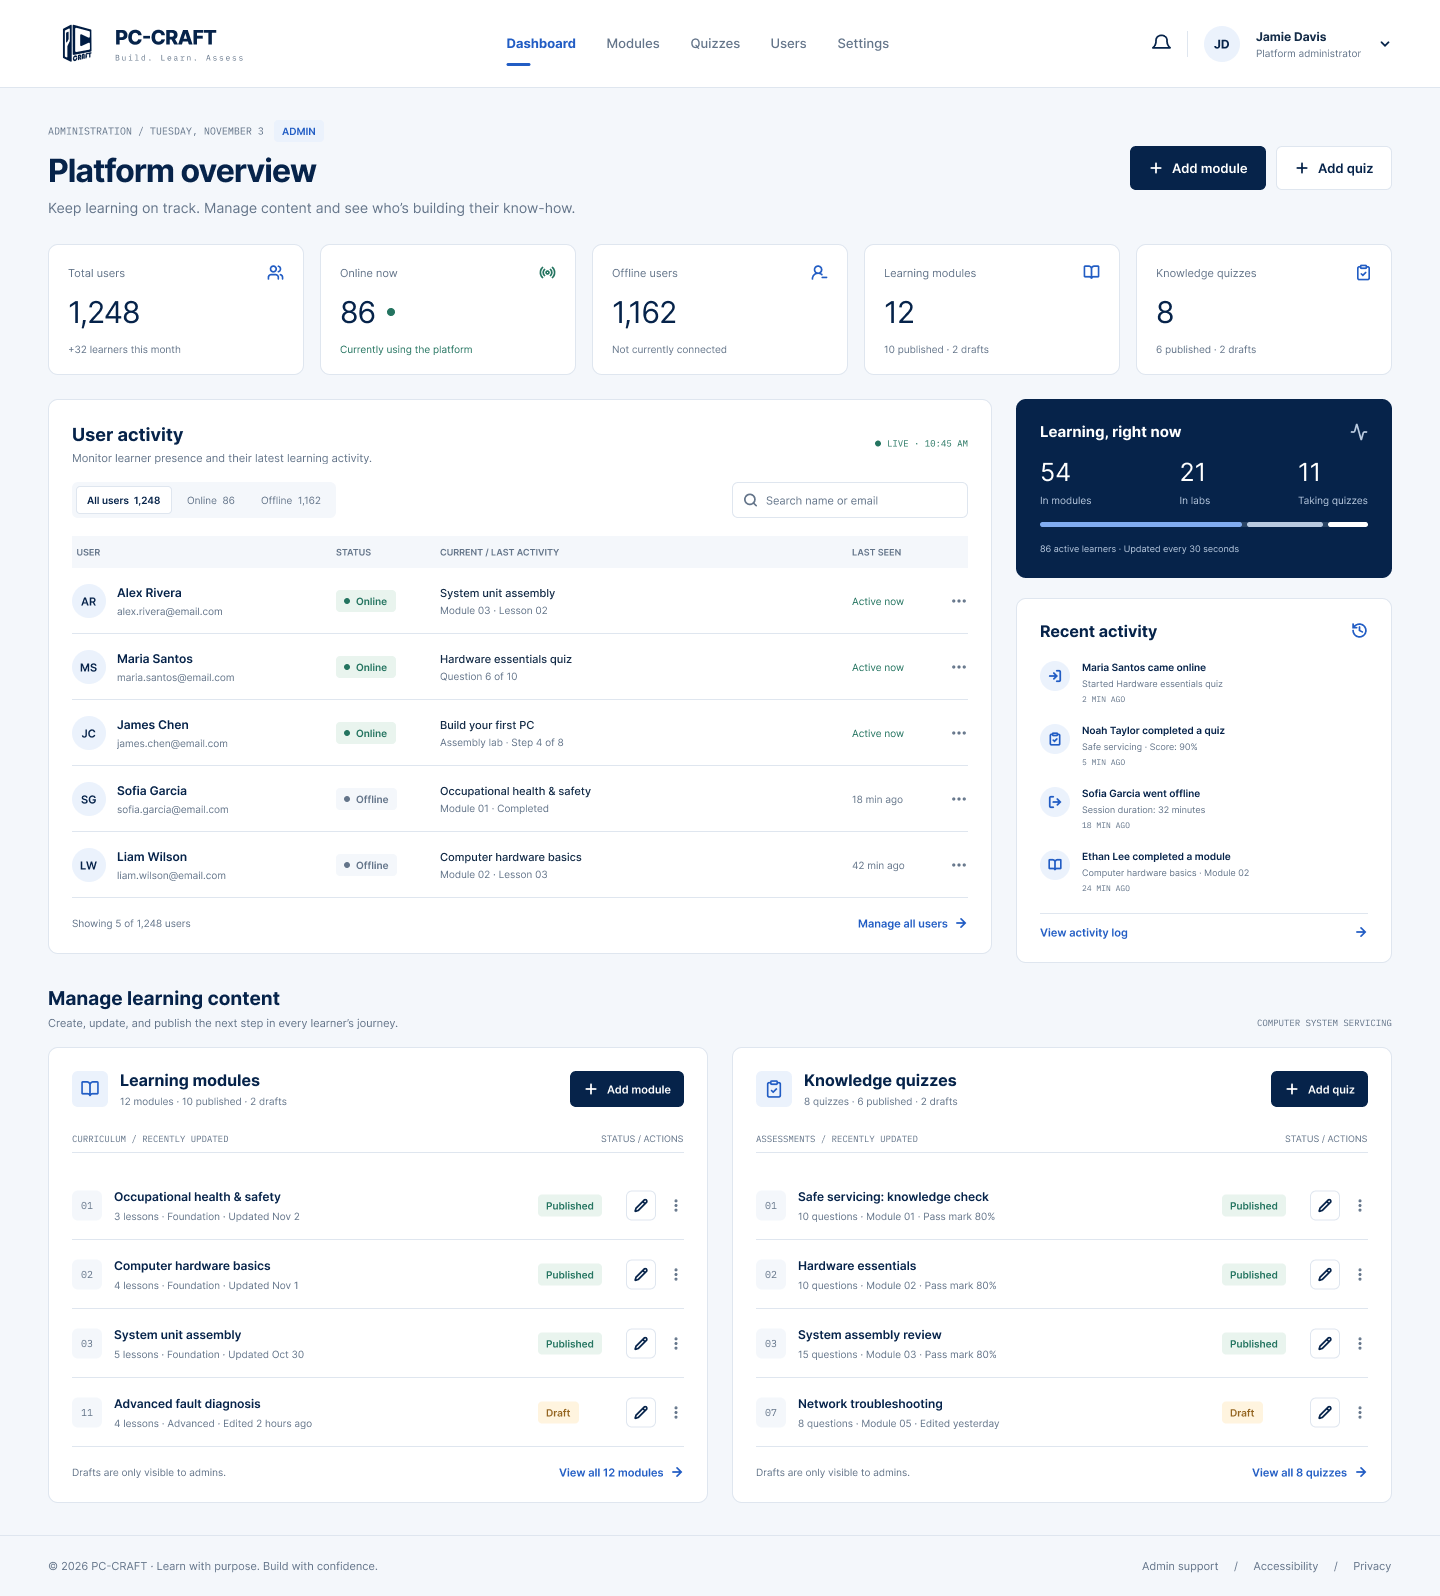 CRAFT
PC-CRAFT
Build. Learn. Assess
Dashboard Modules Quizzes Users Settings
JD
Jamie Davis
Platform administrator
ADMINISTRATION / TUESDAY, NOVEMBER 3 ADMIN
Platform overview
Keep learning on track. Manage content and see who’s building their know-how.
Add module
Add quiz
Total users
1,248
+32 learners this month
Online now
86
Currently using the platform
Offline users
1,162
Not currently connected
Learning modules
12
10 published · 2 drafts
Knowledge quizzes
8
6 published · 2 drafts
User activity
Monitor learner presence and their latest learning activity.
LIVE · 10:45 AM
All users 1,248 Online 86 Offline 1,162
Search name or email
USER STATUS CURRENT / LAST ACTIVITY LAST SEEN
AR Alex Rivera
alex.rivera@email.com
Online
System unit assembly
Module 03 · Lesson 02
Active now
MS Maria Santos
maria.santos@email.com
Online
Hardware essentials quiz
Question 6 of 10
Active now
JC James Chen
james.chen@email.com
Online
Build your first PC
Assembly lab · Step 4 of 8
Active now
SG Sofia Garcia
sofia.garcia@email.com
Offline
Occupational health & safety
Module 01 · Completed
18 min ago
LW Liam Wilson
liam.wilson@email.com
Offline
Computer hardware basics
Module 02 · Lesson 03
42 min ago
Showing 5 of 1,248 users
Manage all users
Learning, right now
54 21 11
In modules In labs Taking quizzes
86 active learners · Updated every 30 seconds
Recent activity
Maria Santos came online
Started Hardware essentials quiz
2 MIN AGO
Noah Taylor completed a quiz
Safe servicing · Score: 90%
5 MIN AGO
Sofia Garcia went offline
Session duration: 32 minutes
18 MIN AGO
Ethan Lee completed a module
Computer hardware basics · Module 02
24 MIN AGO
View activity log
Manage learning content
Create, update, and publish the next step in every learner’s journey.
COMPUTER SYSTEM SERVICING
Learning modules
12 modules · 10 published · 2 drafts
Add module
CURRICULUM / RECENTLY UPDATED STATUS / ACTIONS
01 Occupational health & safety
3 lessons · Foundation · Updated Nov 2
Published
02 Computer hardware basics
4 lessons · Foundation · Updated Nov 1
Published
03 System unit assembly
5 lessons · Foundation · Updated Oct 30
Published
11 Advanced fault diagnosis
4 lessons · Advanced · Edited 2 hours ago
Draft
Drafts are only visible to admins.
View all 12 modules
Knowledge quizzes
8 quizzes · 6 published · 2 drafts
Add quiz
ASSESSMENTS / RECENTLY UPDATED STATUS / ACTIONS
01 Safe servicing: knowledge check
10 questions · Module 01 · Pass mark 80%
Published
02 Hardware essentials
10 questions · Module 02 · Pass mark 80%
Published
03 System assembly review
15 questions · Module 03 · Pass mark 80%
Published
07 Network troubleshooting
8 questions · Module 05 · Edited yesterday
Draft
Drafts are only visible to admins.
View all 8 quizzes
© 2026 PC-CRAFT · Learn with purpose. Build with confidence.
Admin support / Accessibility / Privacy